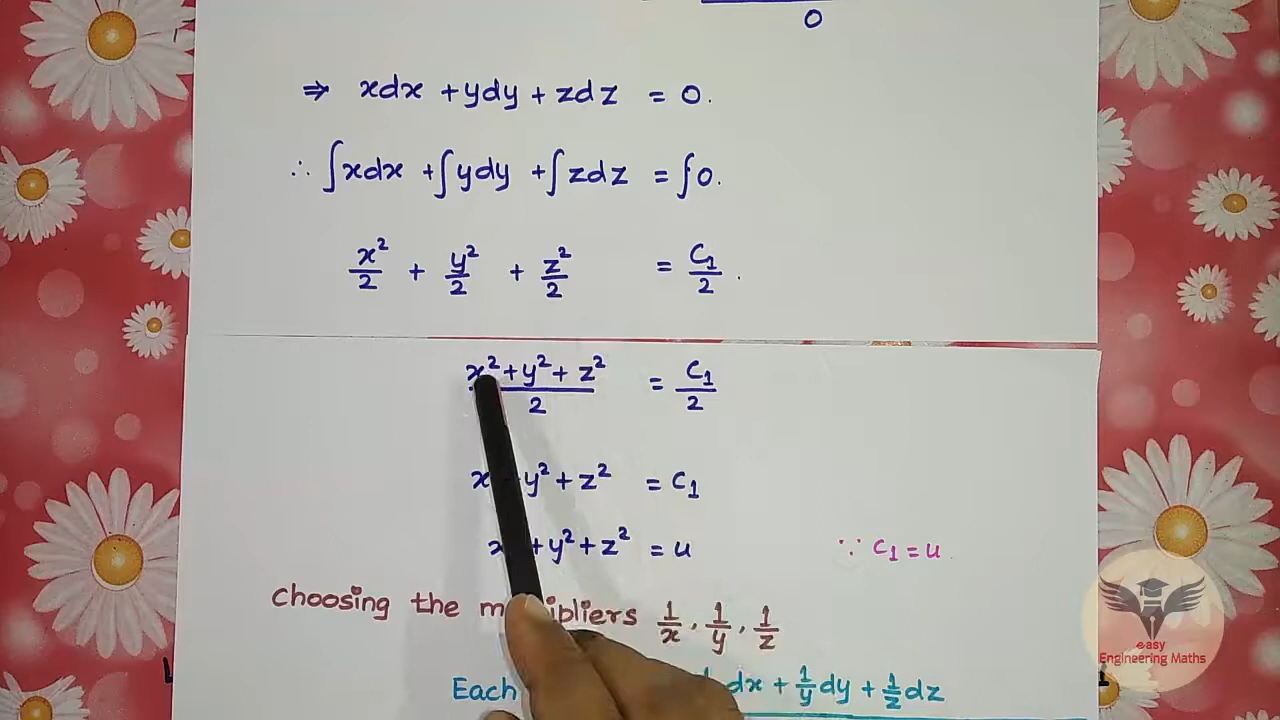 0
⇒ xdx + ydy + zdz = 0.
∴ ∫xdx + ∫ydy + ∫zdz = ∫0.
x²/2 + y²/2 + z²/2 = C₁/2.
x²+y²+z²/2 = C₁/2
x y² + z² = C₁
+ y² + z² = u ∵ C₁ = u.
choosing the multipliers 1/x, 1/y, 1/z
Each dx + 1/y dy + 1/z dz
easy
Engineering Maths